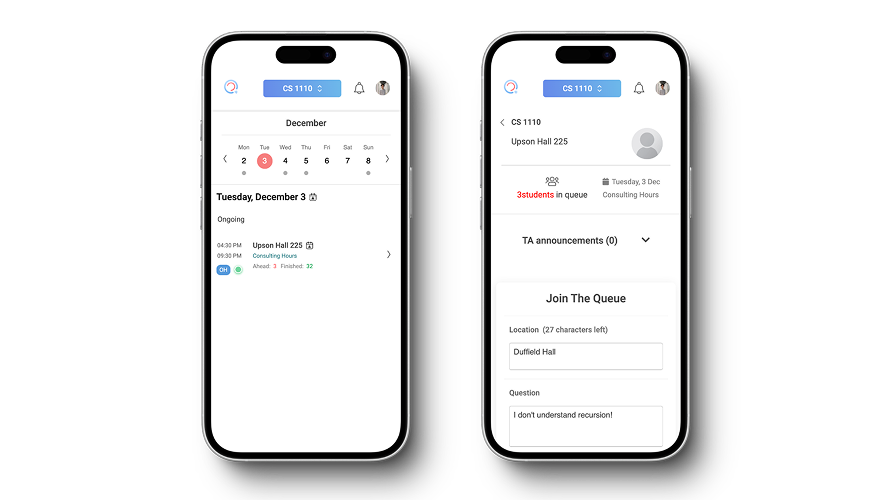 CS 1110
December
Mon Tue Wed Thu Fri Sat Sun
2 3 4 5 6 7 8
Tuesday, December 3
Ongoing
04:30 PM Upson Hall 225
09:30 PM Consulting Hours
OH Ahead: 3 Finished: 32
CS 1110
CS 1110
Upson Hall 225
3students in queue
Tuesday, 3 Dec
Consulting Hours
TA announcements (0)
Join The Queue
Location (27 characters left)
Duffield Hall
Question
I don't understand recursion!